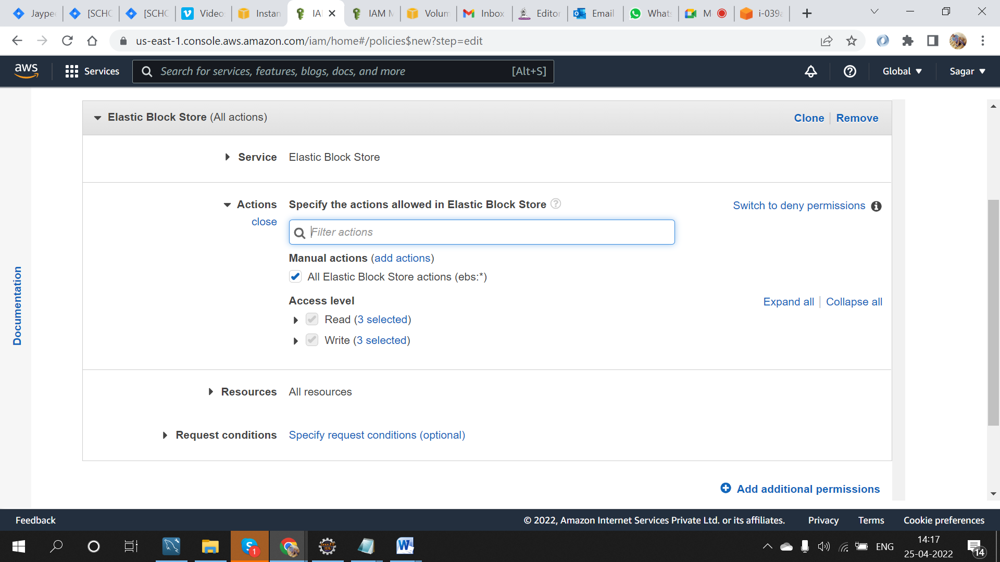 Jaype
[SCHO
[SCHO
Video
Instan
IAM M
Volum
Inbox
Editor
Email
Whats
i-039a
us-east-1.console.aws.amazon.com/iam/home#/policies$new?step=edit
aws
Services
Search for services, features, blogs, docs, and more
[Alt+S]
Global
Sagar
Elastic Block Store (All actions)
Clone
Remove
Service
Elastic Block Store
Actions
Specify the actions allowed in Elastic Block Store
Switch to deny permissions
close
Filter actions
Manual actions (add actions)
All Elastic Block Store actions (ebs:*)
Access level
Expand all
Collapse all
Read (3 selected)
Write (3 selected)
Documentation
Resources
All resources
Request conditions
Specify request conditions (optional)
Add additional permissions
Feedback
© 2022, Amazon Internet Services Private Ltd. or its affiliates.
Privacy
Terms
Cookie preferences
1
ENG
14:17
25-04-2022
14